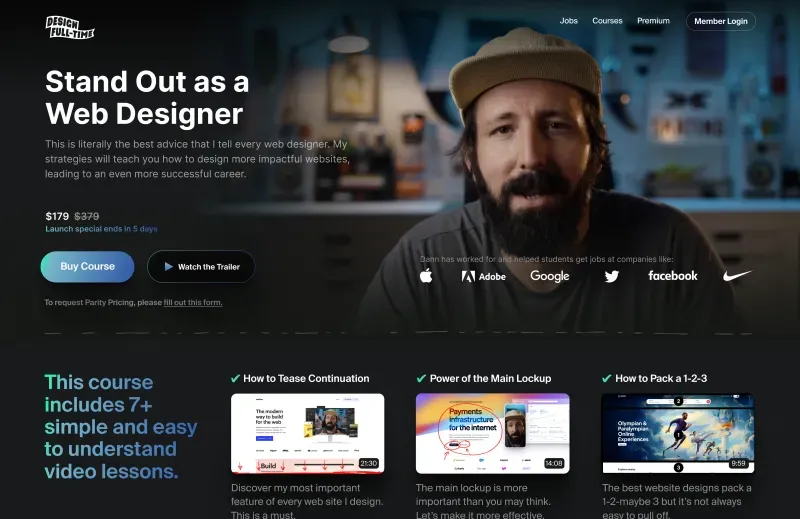 DESIGN
FULL-TIME
Jobs
Courses
Premium
Member Login
Stand Out as a
Web Designer
This is literally the best advice that I tell every web designer. My
strategies will teach you how to design more impactful websites,
leading to an even more successful career.
$179 $379
Launch special ends in 5 days
Buy Course
Watch the Trailer
To request Parity Pricing, please fill out this form.
Dann has worked for and helped students get jobs at companies like:
Adobe
Google
facebook
This course
includes 7+
simple and easy
to understand
video lessons.
How to Tease Continuation
The modern
way to build
for the web
Build
21:30
Discover my most important
feature of every web site I design.
This is a must.
Power of the Main Lockup
Payments
infrastructure
for the internet
14:08
The main lockup is more
important than you may think.
Let's make it more effective.
How to Pack a 1-2-3
2
Olympian &
Paralympian
Online
Experiences
3
9:59
The best website designs pack a
1-2-maybe 3 but it's not always
easy to pull off.